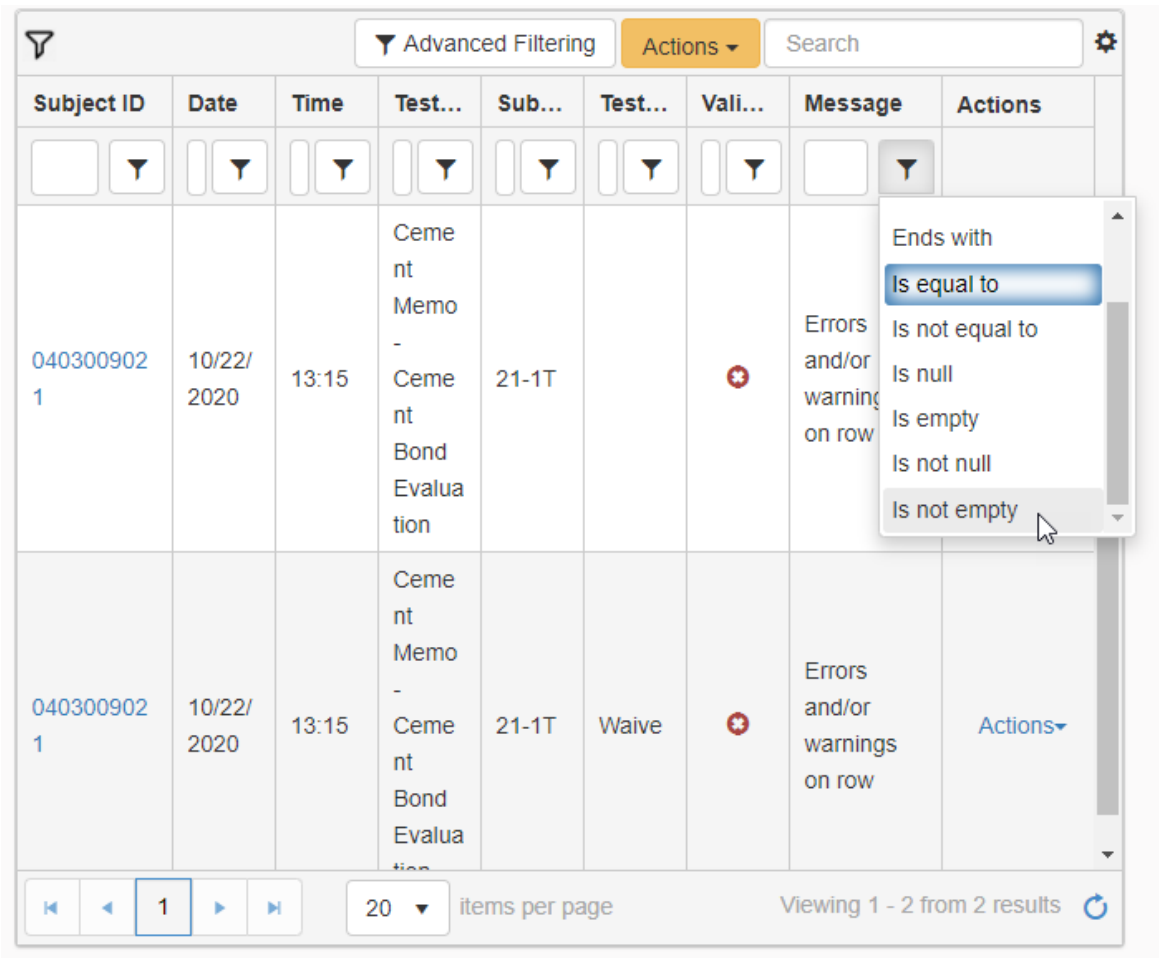 Advanced Filtering Actions Search
Subject ID Date Time Test... Sub... Test... Vali... Message Actions
Ceme
nt
Memo
-
Ceme
nt
Bond
Evalua
tion
040300902
1
10/22/
2020
13:15
21-1T
Errors
and/or
warning
on row
Ends with
Is equal to
Is not equal to
Is null
Is empty
Is not null
Is not empty
040300902
1
10/22/
2020
13:15
Ceme
nt
Memo
-
Ceme
nt
Bond
Evalua
tion
21-1T
Waive
Errors
and/or
warnings
on row
Actions
1 20 items per page Viewing 1 - 2 from 2 results